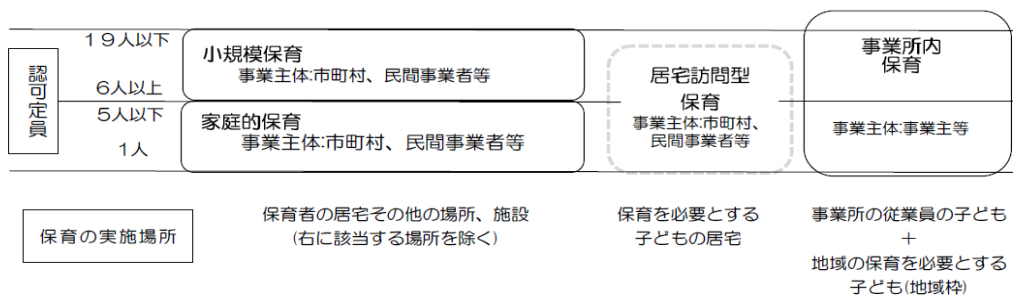 認可定員
19人以下
6人以上
5人以下
1人
小規模保育
事業主体:市町村、民間事業者等
家庭的保育
事業主体:市町村、民間事業者等
居宅訪問型
保育
事業主体:市町村、
民間事業者等
事業所内
保育
事業主体:事業主等
保育の実施場所
保育者の居宅その他の場所、施設
(右に該当する場所を除く)
保育を必要とする
子どもの居宅
事業所の従業員の子ども
+
地域の保育を必要とする
子ども(地域枠)